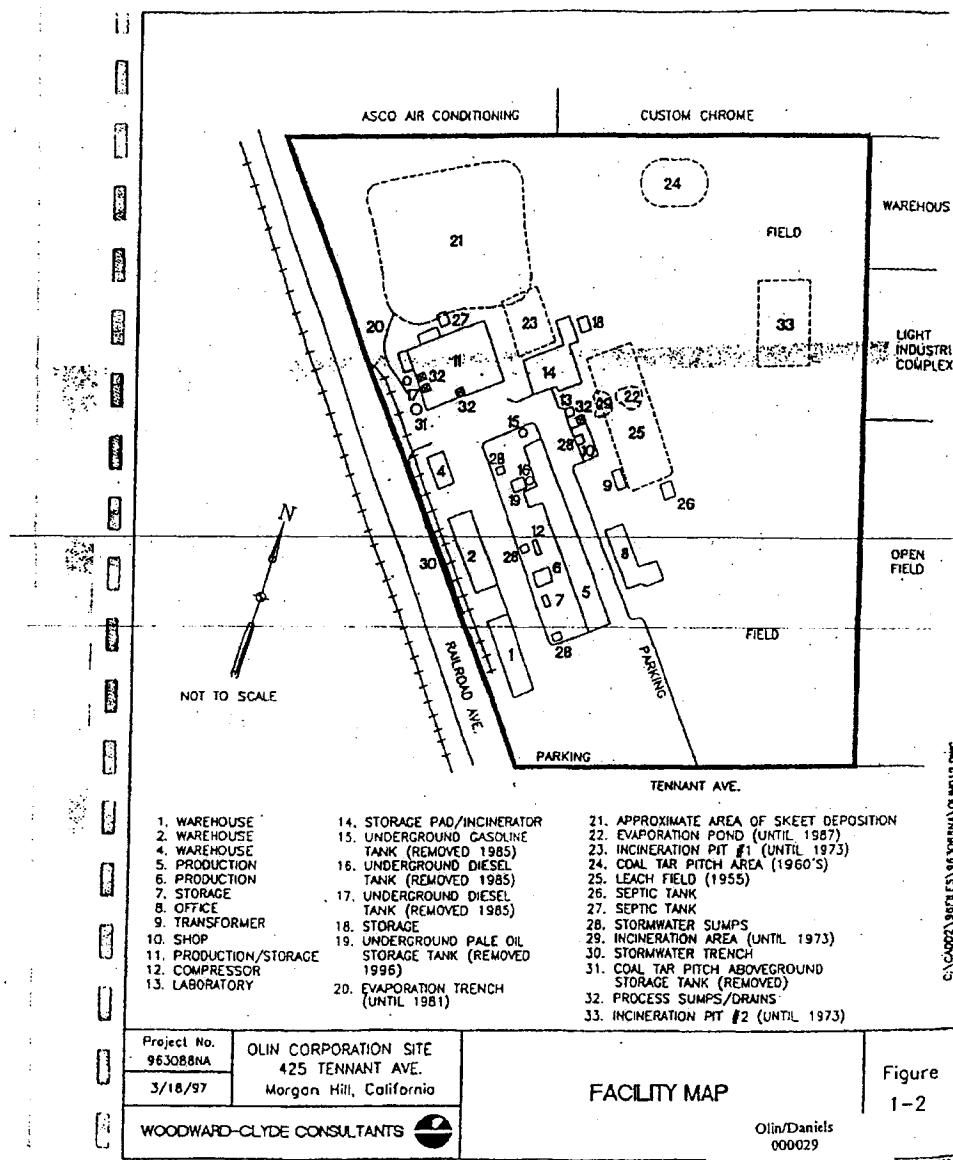 ASCO AIR CONDITIONING
CUSTOM CHROME
24
WAREHOUS
FIELD
21
33
20
27
23
18
LIGHT
INDUSTRI
COMPLEX
11
14
32
32
17
13
32
29
22
31
15
28
25
10
4
28
16
19
9
26
N
12
30
2
28
8
OPEN
FIELD
6
5
7
28
FIELD
1
NOT TO SCALE
RAILROAD AVE.
PARKING
PARKING
TENNANT AVE.
1. WAREHOUSE
2. WAREHOUSE
4. WAREHOUSE
5. PRODUCTION
6. PRODUCTION
7. STORAGE
8. OFFICE
9. TRANSFORMER
10. SHOP
11. PRODUCTION/STORAGE
12. COMPRESSOR
13. LABORATORY
14. STORAGE PAD/INCINERATOR
15. UNDERGROUND GASOLINE
TANK (REMOVED 1985)
16. UNDERGROUND DIESEL
TANK (REMOVED 1985)
17. UNDERGROUND DIESEL
TANK (REMOVED 1985)
18. STORAGE
19. UNDERGROUND PALE OIL
STORAGE TANK (REMOVED
1996)
20. EVAPORATION TRENCH
(UNTIL 1981)
21. APPROXIMATE AREA OF SKEET DEPOSITION
22. EVAPORATION POND (UNTIL 1987)
23. INCINERATION PIT #1 (UNTIL 1973)
24. COAL TAR PITCH AREA (1960'S)
25. LEACH FIELD (1955)
26. SEPTIC TANK
27. SEPTIC TANK
28. STORMWATER SUMPS
29. INCINERATION AREA (UNTIL 1973)
30. STORMWATER TRENCH
31. COAL TAR PITCH ABOVEGROUND
STORAGE TANK (REMOVED)
32. PROCESS SUMPS/DRAINS
33. INCINERATION PIT #2 (UNTIL 1973)
Project No.
963088NA
3/18/97
OLIN CORPORATION SITE
425 TENNANT AVE.
Morgan Hill, California
WOODWARD-CLYDE CONSULTANTS
FACILITY MAP
Olin/Daniels
000029
Figure
1-2